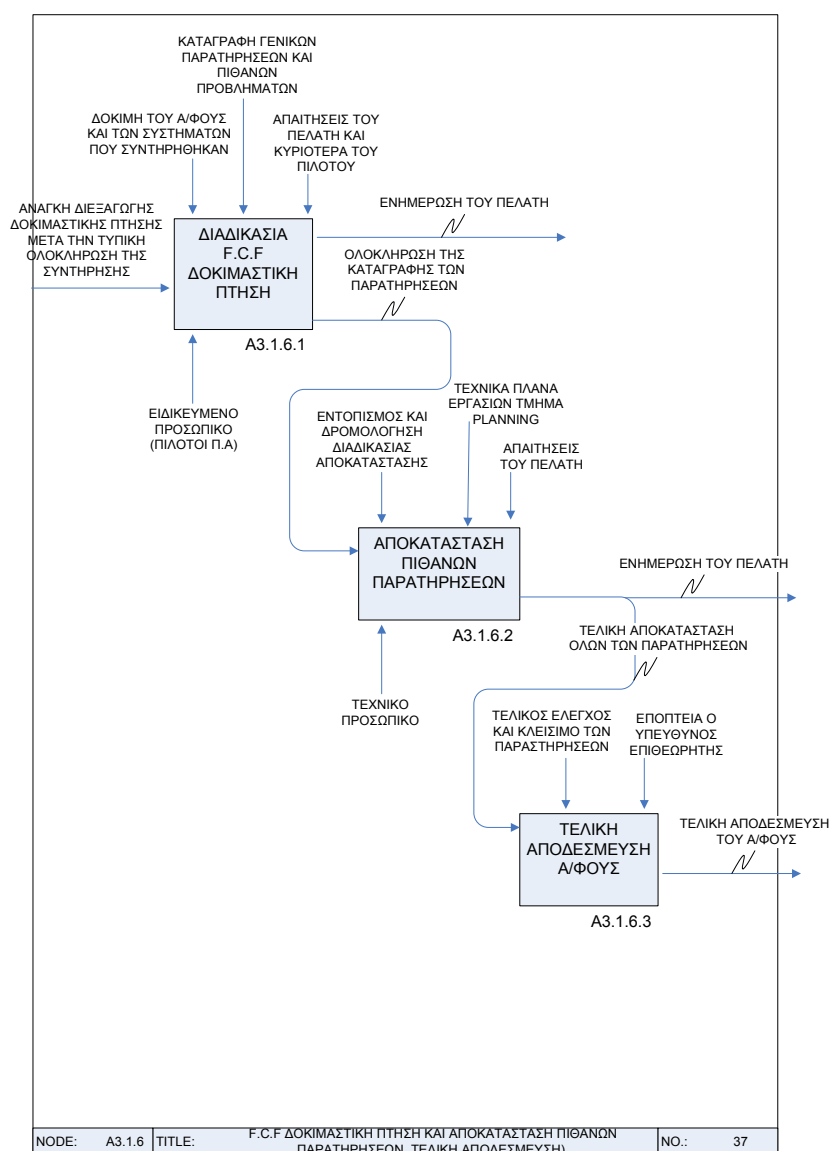 ΚΑΤΑΓΡΑΦΗ ΓΕΝΙΚΩΝ
ΠΑΡΑΤΗΡΗΣΕΩΝ ΚΑΙ
ΠΙΘΑΝΩΝ
ΠΡΟΒΛΗΜΑΤΩΝ
ΔΟΚΙΜΗ ΤΟΥ Α/ΦΟΥΣ
ΚΑΙ ΤΩΝ ΣΥΣΤΗΜΑΤΩΝ
ΠΟΥ ΣΥΝΤΗΡΗΘΗΚΑΝ
ΑΠΑΙΤΗΣΕΙΣ ΤΟΥ
ΠΕΛΑΤΗ ΚΑΙ
ΚΥΡΙΟΤΕΡΑ ΤΟΥ
ΠΙΛΟΤΟΥ
ΑΝΑΓΚΗ ΔΙΕΞΑΓΩΓΗΣ
ΔΟΚΙΜΑΣΤΙΚΗΣ ΠΤΗΣΗΣ
ΜΕΤΑ ΤΗΝ ΤΥΠΙΚΗ
ΟΛΟΚΛΗΡΩΣΗ ΤΗΣ
ΣΥΝΤΗΡΗΣΗΣ
ΔΙΑΔΙΚΑΣΙΑ
F.C.F
ΔΟΚΙΜΑΣΤΙΚΗ
ΠΤΗΣΗ
Α3.1.6.1
ΕΝΗΜΕΡΩΣΗ ΤΟΥ ΠΕΛΑΤΗ
ΟΛΟΚΛΗΡΩΣΗ ΤΗΣ
ΚΑΤΑΓΡΑΦΗΣ ΤΩΝ
ΠΑΡΑΤΗΡΗΣΕΩΝ
ΕΙΔΙΚΕΥΜΕΝΟ
ΠΡΟΣΩΠΙΚΟ
(ΠΙΛΟΤΟΙ Π.Α)
ΕΝΤΟΠΙΣΜΟΣ ΚΑΙ
ΔΡΟΜΟΛΟΓΗΣΗ
ΔΙΑΔΙΚΑΣΙΑΣ
ΑΠΟΚΑΤΑΣΤΑΣΗΣ
ΤΕΧΝΙΚΑ ΠΛΑΝΑ
ΕΡΓΑΣΙΩΝ ΤΜΗΜΑ
PLANNING
ΑΠΑΙΤΗΣΕΙΣ
ΤΟΥ ΠΕΛΑΤΗ
ΑΠΟΚΑΤΑΣΤΑΣΗ
ΠΙΘΑΝΩΝ
ΠΑΡΑΤΗΡΗΣΕΩΝ
Α3.1.6.2
ΕΝΗΜΕΡΩΣΗ ΤΟΥ ΠΕΛΑΤΗ
ΤΕΛΙΚΗ ΑΠΟΚΑΤΑΣΤΑΣΗ
ΟΛΩΝ ΤΩΝ ΠΑΡΑΤΗΡΗΣΕΩΝ
ΤΕΧΝΙΚΟ
ΠΡΟΣΩΠΙΚΟ
ΤΕΛΙΚΟΣ ΕΛΕΓΧΟΣ
ΚΑΙ ΚΛΕΙΣΙΜΟ ΤΩΝ
ΠΑΡΑΣΤΗΡΗΣΕΩΝ
ΕΠΟΠΤΕΙΑ Ο
ΥΠΕΥΘΥΝΟΣ
ΕΠΙΘΕΩΡΗΤΗΣ
ΤΕΛΙΚΗ
ΑΠΟΔΕΣΜΕΥΣΗ
Α/ΦΟΥΣ
Α3.1.6.3
ΤΕΛΙΚΗ ΑΠΟΔΕΣΜΕΥΣΗ
ΤΟΥ Α/ΦΟΥΣ
NODE: A3.1.6 TITLE: F.C.F ΔΟΚΙΜΑΣΤΙΚΗ ΠΤΗΣΗ ΚΑΙ ΑΠΟΚΑΤΑΣΤΑΣΗ ΠΙΘΑΝΩΝ
ΠΑΡΑΤΗΡΗΣΕΩΝ, ΤΕΛΙΚΗ ΑΠΟΔΕΣΜΕΥΣΗ)
NO.: 37